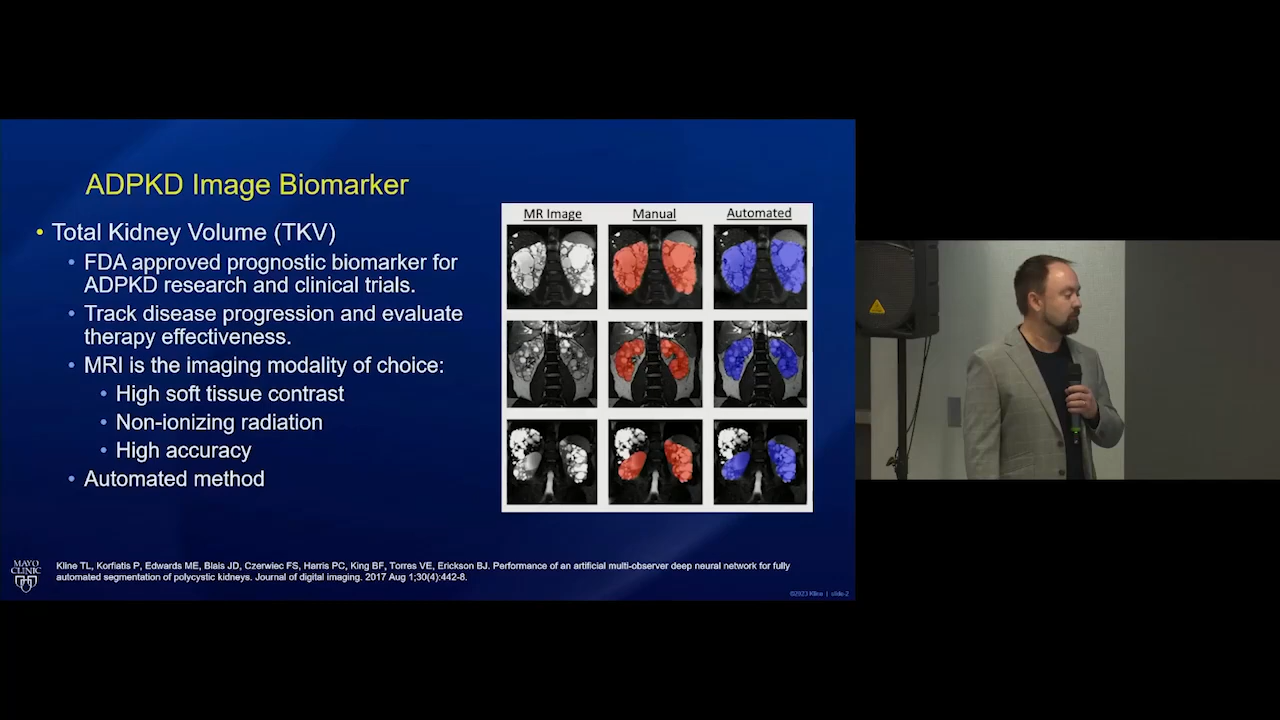 ADPKD Image Biomarker
• Total Kidney Volume (TKV)
• FDA approved prognostic biomarker for
ADPKD research and clinical trials.
• Track disease progression and evaluate
therapy effectiveness.
• MRI is the imaging modality of choice:
• High soft tissue contrast
• Non-ionizing radiation
• High accuracy
• Automated method
MR Image Manual Automated
MAYO
CLINIC
Kline TL, Korfiatis P, Edwards ME, Blais JD, Czerwiec FS, Harris PC, King BF, Torres VE, Erickson BJ. Performance of an artificial multi-observer deep neural network for fully
automated segmentation of polycystic kidneys. Journal of digital imaging. 2017 Aug 1;30(4):442-8.
©2023 Kline | slide-2